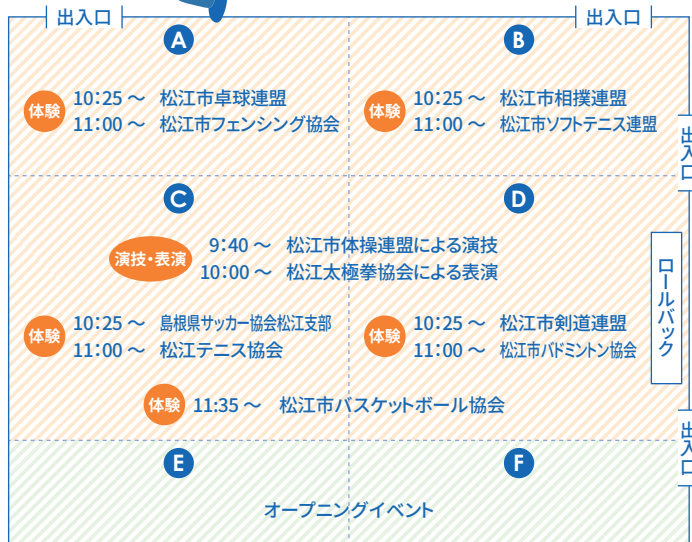 出入口
出入口
A
体験
10:25～ 松江市卓球連盟
11:00～ 松江市フェンシング協会
B
体験
10:25～ 松江市相撲連盟
11:00～ 松江市ソフトテニス連盟
出入口
C
D
演技・表演
9:40～ 松江市体操連盟による演技
10:00～ 松江太極拳協会による表演
ロールバック
体験
10:25～ 島根県サッカー協会松江支部
11:00～ 松江テニス協会
体験
10:25～ 松江市剣道連盟
11:00～ 松江市バドミントン協会
体験
11:35～ 松江市バスケットボール協会
出入口
E
F
オープニングイベント